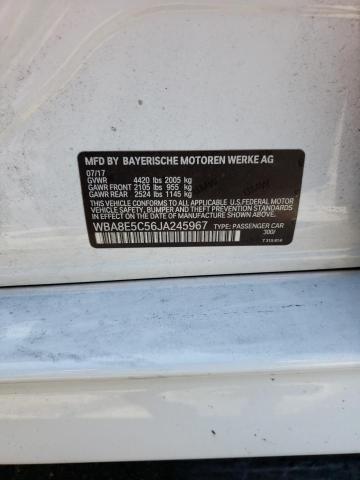 MFD BY BAYERISCHE MOTOREN WERKE AG
07/17
GVWR 4420 lbs 2005 kg
GAWR FRONT 2105 lbs 955 kg
GAWR REAR 2524 lbs 1145 kg
THIS VEHICLE CONFORMS TO ALL APPLICABLE U.S.FEDERAL MOTOR
VEHICLE SAFETY, BUMPER, AND THEFT PREVENTION STANDARDS
IN EFFECT ON THE DATE OF MANUFACTURE SHOWN ABOVE.
WBA8E5C56JA245967 TYPE: PASSENGER CAR
300/